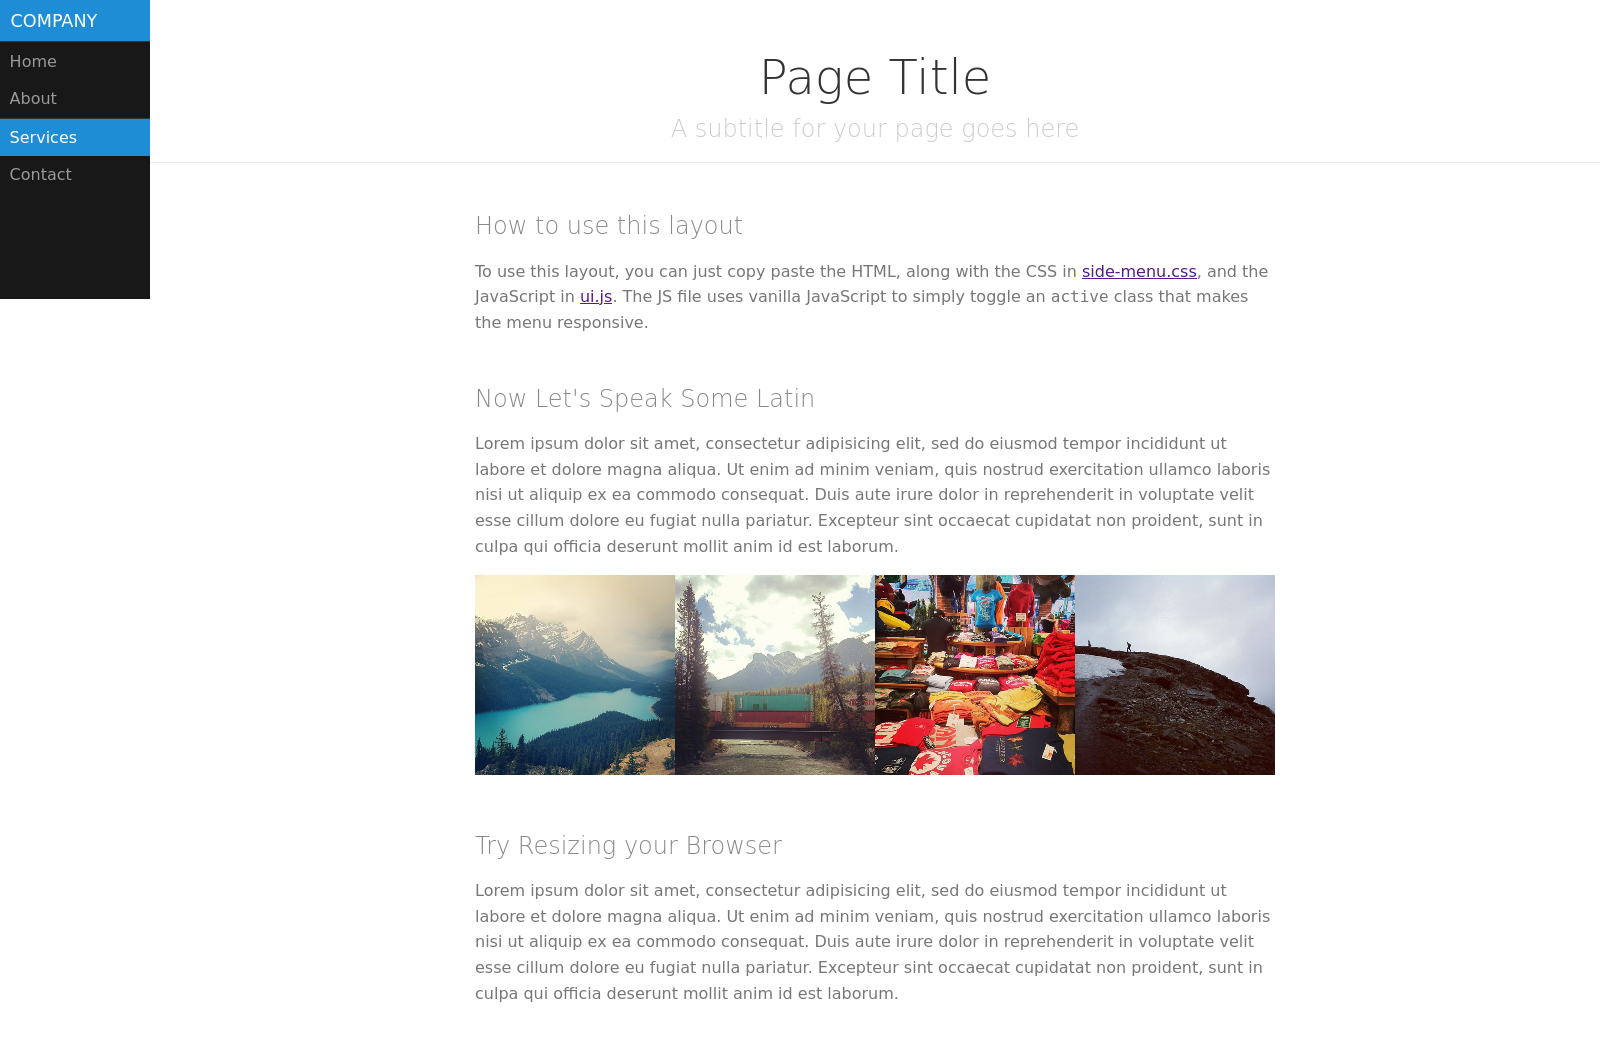 COMPANY
Home
About
Services
Contact
Page Title
A subtitle for your page goes here
How to use this layout
To use this layout, you can just copy paste the HTML, along with the CSS in side-menu.css, and the
JavaScript in ui.js. The JS file uses vanilla JavaScript to simply toggle an active class that makes
the menu responsive.
Now Let's Speak Some Latin
Lorem ipsum dolor sit amet, consectetur adipisicing elit, sed do eiusmod tempor incididunt ut
labore et dolore magna aliqua. Ut enim ad minim veniam, quis nostrud exercitation ullamco laboris
nisi ut aliquip ex ea commodo consequat. Duis aute irure dolor in reprehenderit in voluptate velit
esse cillum dolore eu fugiat nulla pariatur. Excepteur sint occaecat cupidatat non proident, sunt in
culpa qui officia deserunt mollit anim id est laborum.
Try Resizing your Browser
Lorem ipsum dolor sit amet, consectetur adipisicing elit, sed do eiusmod tempor incididunt ut
labore et dolore magna aliqua. Ut enim ad minim veniam, quis nostrud exercitation ullamco laboris
nisi ut aliquip ex ea commodo consequat. Duis aute irure dolor in reprehenderit in voluptate velit
esse cillum dolore eu fugiat nulla pariatur. Excepteur sint occaecat cupidatat non proident, sunt in
culpa qui officia deserunt mollit anim id est laborum.